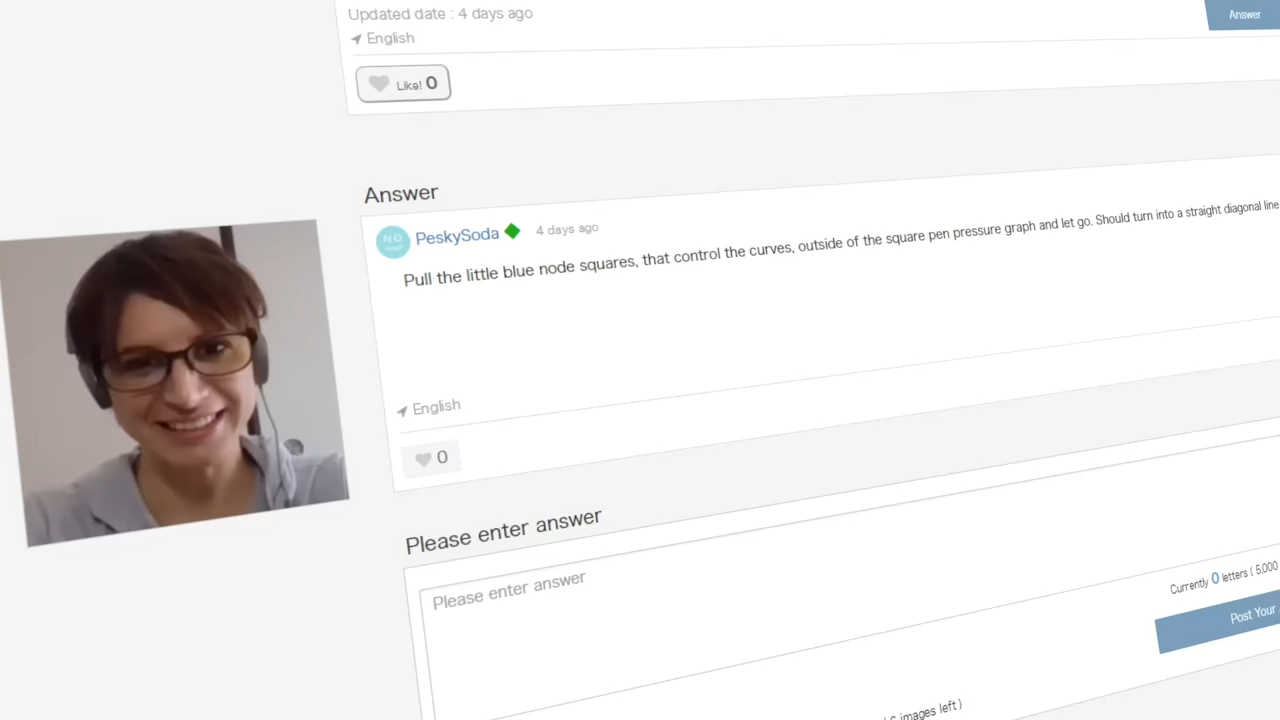 Updated date : 4 days ago
English
Answer
Like! 0
Answer
NO
PeskySoda
4 days ago
Pull the little blue node squares, that control the curves, outside of the square pen pressure graph and let go. Should turn into a straight diagonal line
English
0
Please enter answer
Please enter answer
Currently 0 letters ( 5,000
Post Your
images left )